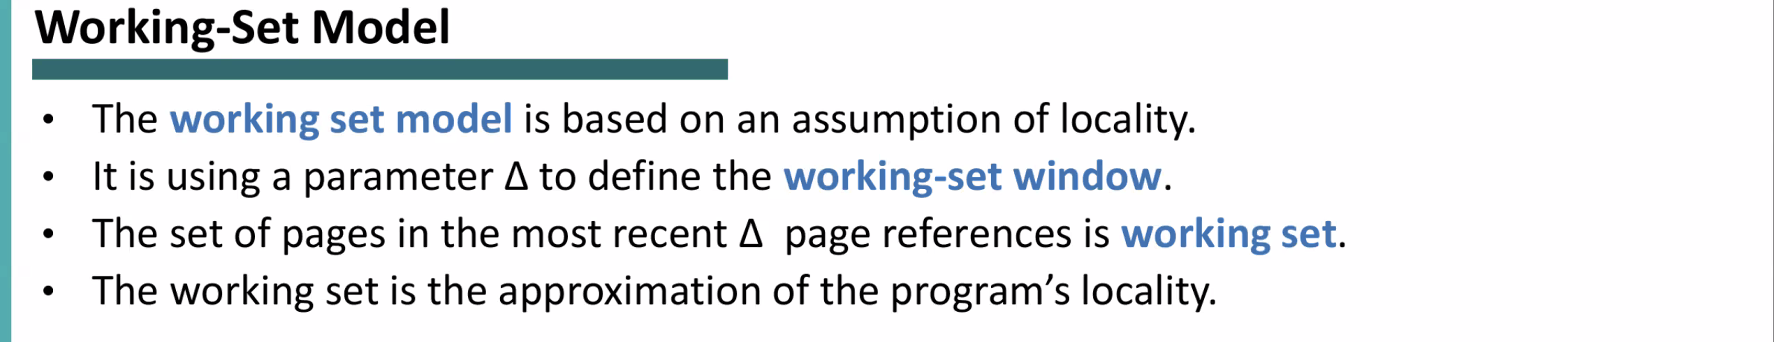 Working-Set Model
• The working set model is based on an assumption of locality.
• It is using a parameter Δ to define the working-set window.
• The set of pages in the most recent Δ  page references is working set.
• The working set is the approximation of the program’s locality.